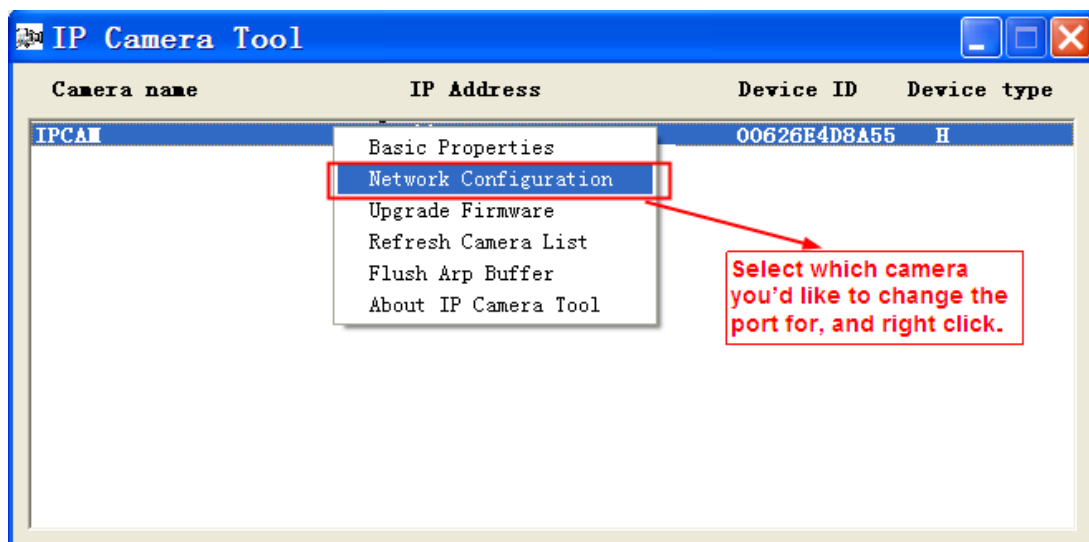 IP Camera Tool
Camera name IP Address Device ID Device type
IPCAM 00626E4D8A55 H
Basic Properties
Network Configuration
Upgrade Firmware
Refresh Camera List
Flush Arp Buffer
About IP Camera Tool
Select which camera
you'd like to change the
port for, and right click.